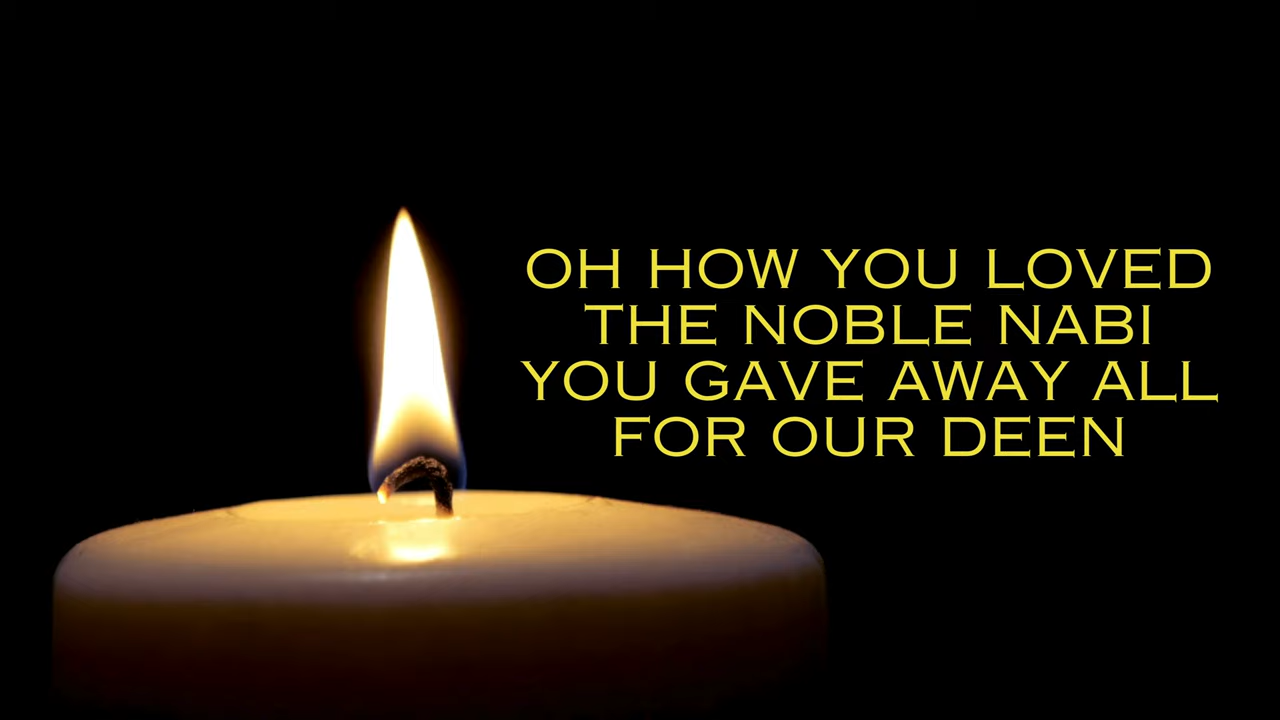 OH HOW YOU LOVED
THE NOBLE NABI
YOU GAVE AWAY ALL
FOR OUR DEEN